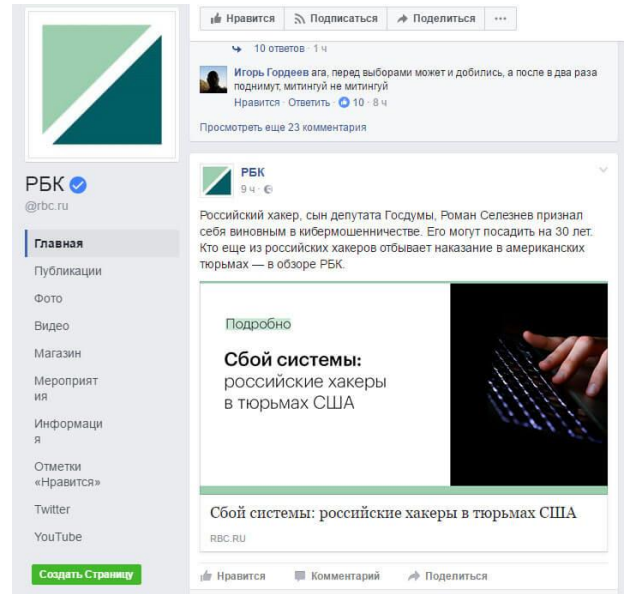 Нравится
Подписаться
Поделиться
10 ответов · 1 ч
Игорь Гордеев ага, перед выборами может и добились, а после в два раза
поднимут, митингуй не митингуй
Нравится · Ответить · 10 · 8 ч
Просмотреть еще 23 комментария
РБК
@rbc.ru
Главная
Публикации
Фото
Видео
Магазин
Мероприят
ия
Информаци
я
Отметки
«Нравится»
Twitter
YouTube
Создать Страницу
РБК
9 ч ·
Российский хакер, сын депутата Госдумы, Роман Селезнев признал
себя виновным в кибермошенничестве. Его могут посадить на 30 лет.
Кто еще из российских хакеров отбывает наказание в американских
тюрьмах — в обзоре РБК.
Подробно
Сбой системы:
российские хакеры
в тюрьмах США
Сбой системы: российские хакеры в тюрьмах США
RBC.RU
Нравится
Комментарий
Поделиться